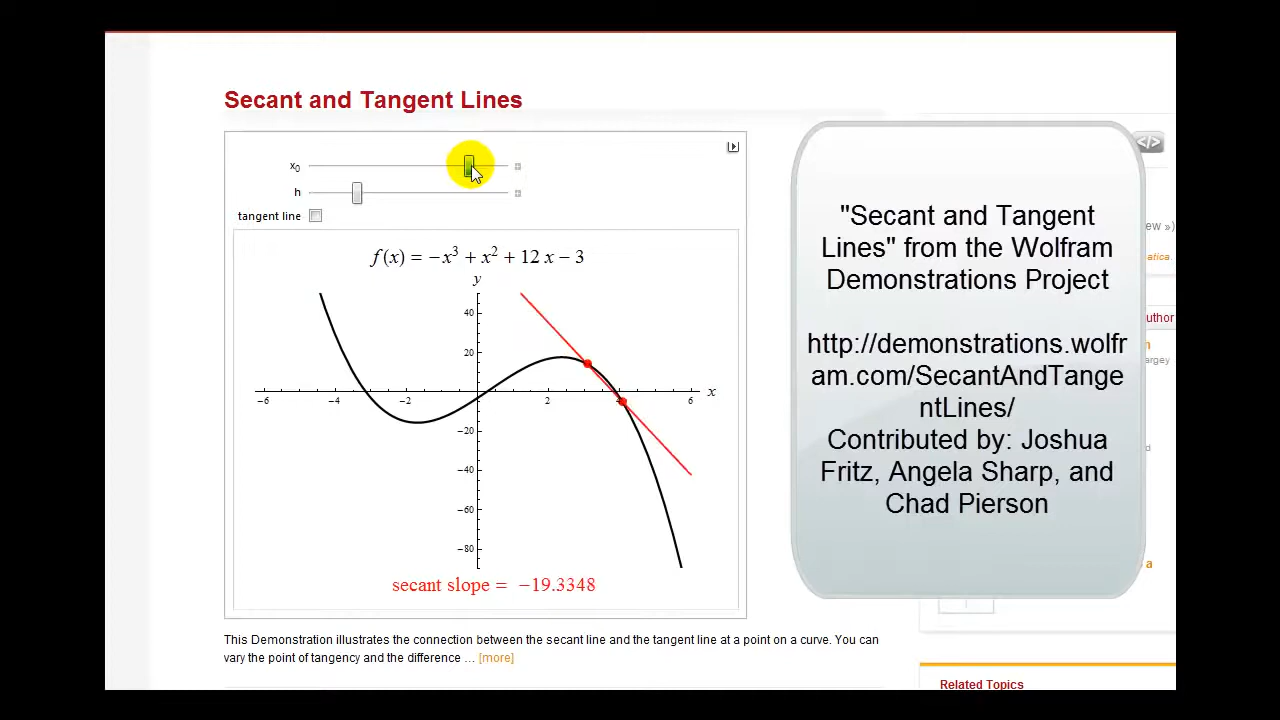 Secant and Tangent Lines
x0
h
tangent line
f(x) = −x³ + x² + 12 x − 3
y
40
20
−6 −4 −2 2 4 6 x
−20
−40
−60
−80
secant slope = −19.3348
This Demonstration illustrates the connection between the secant line and the tangent line at a point on a curve. You can
vary the point of tangency and the difference ... [more]
"Secant and Tangent
Lines" from the Wolfram
Demonstrations Project
http://demonstrations.wolfr
am.com/SecantAndTange
ntLines/
Contributed by: Joshua
Fritz, Angela Sharp, and
Chad Pierson
Related Topics